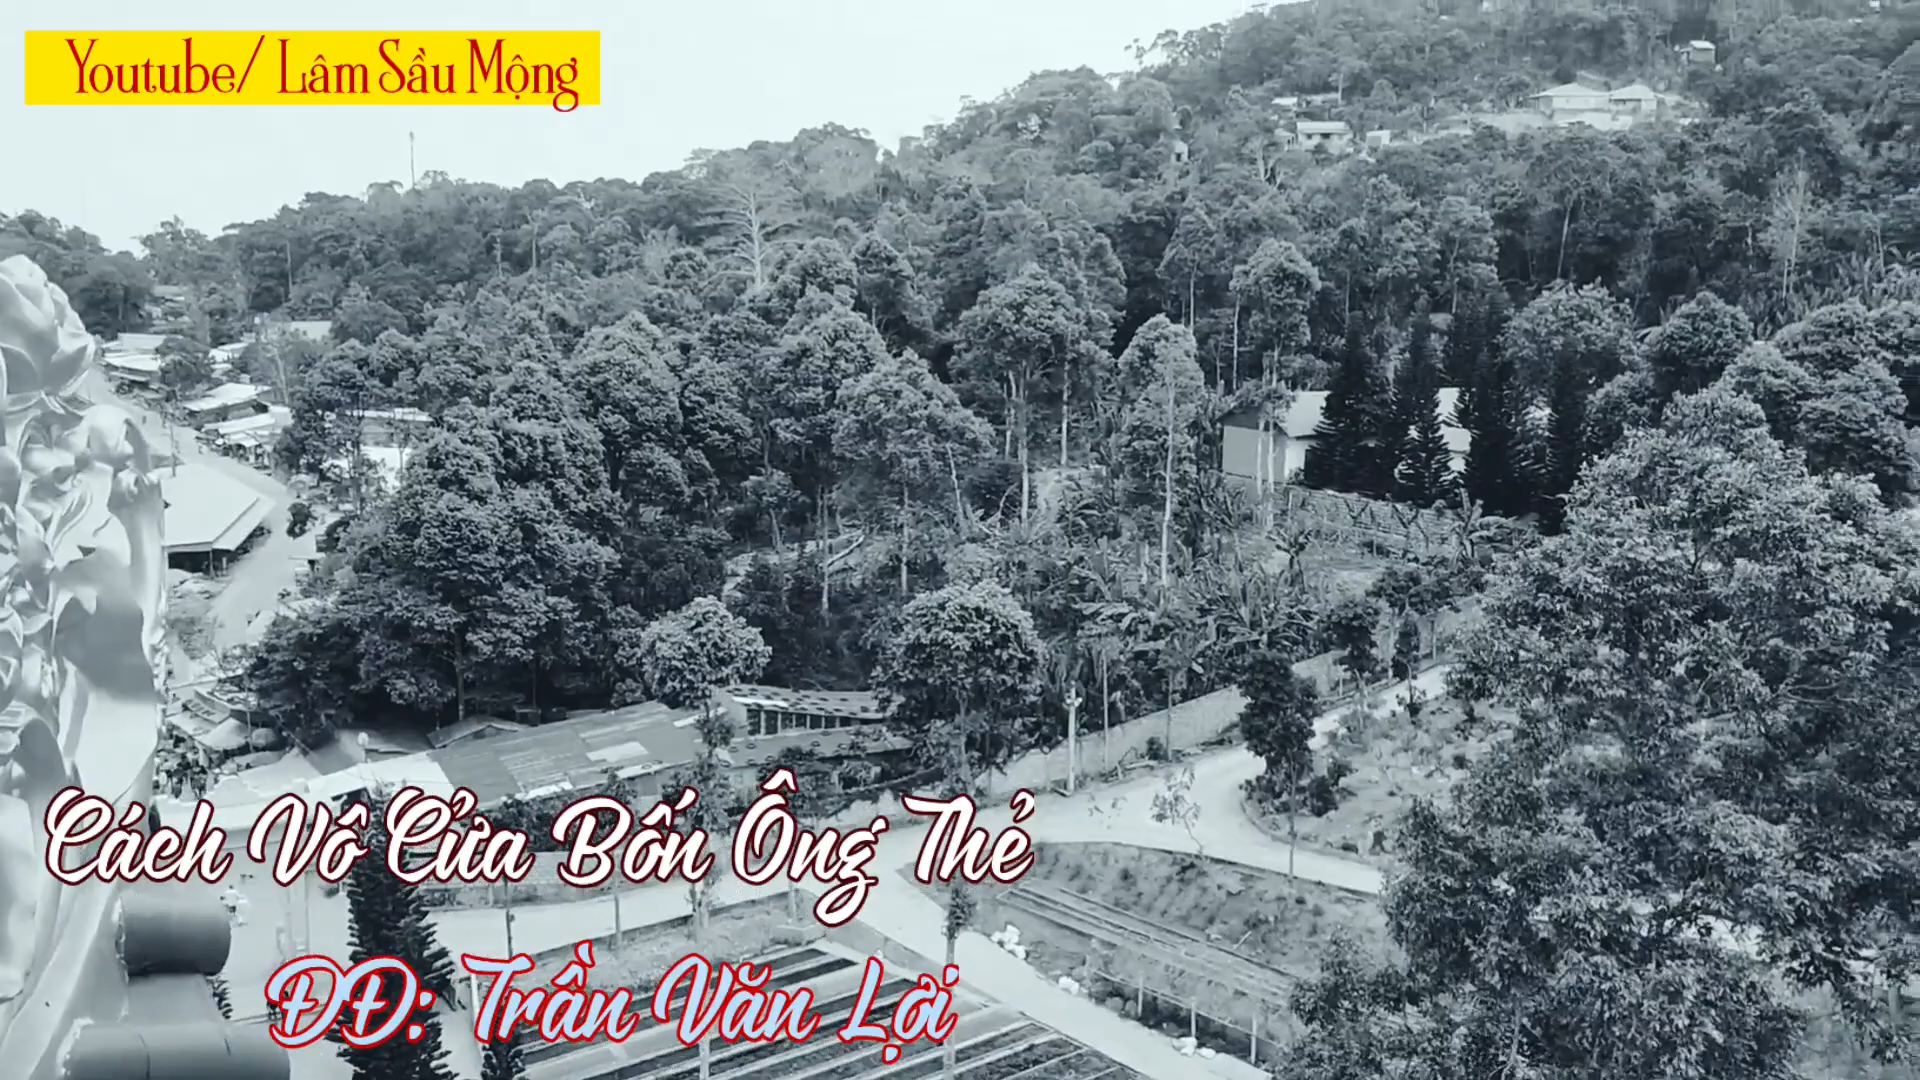 Youtube/ Lâm Sầu Mộng
Cách Vô Cửa Bốn Ông Thẻ
ĐĐ: Trần Văn Lợi